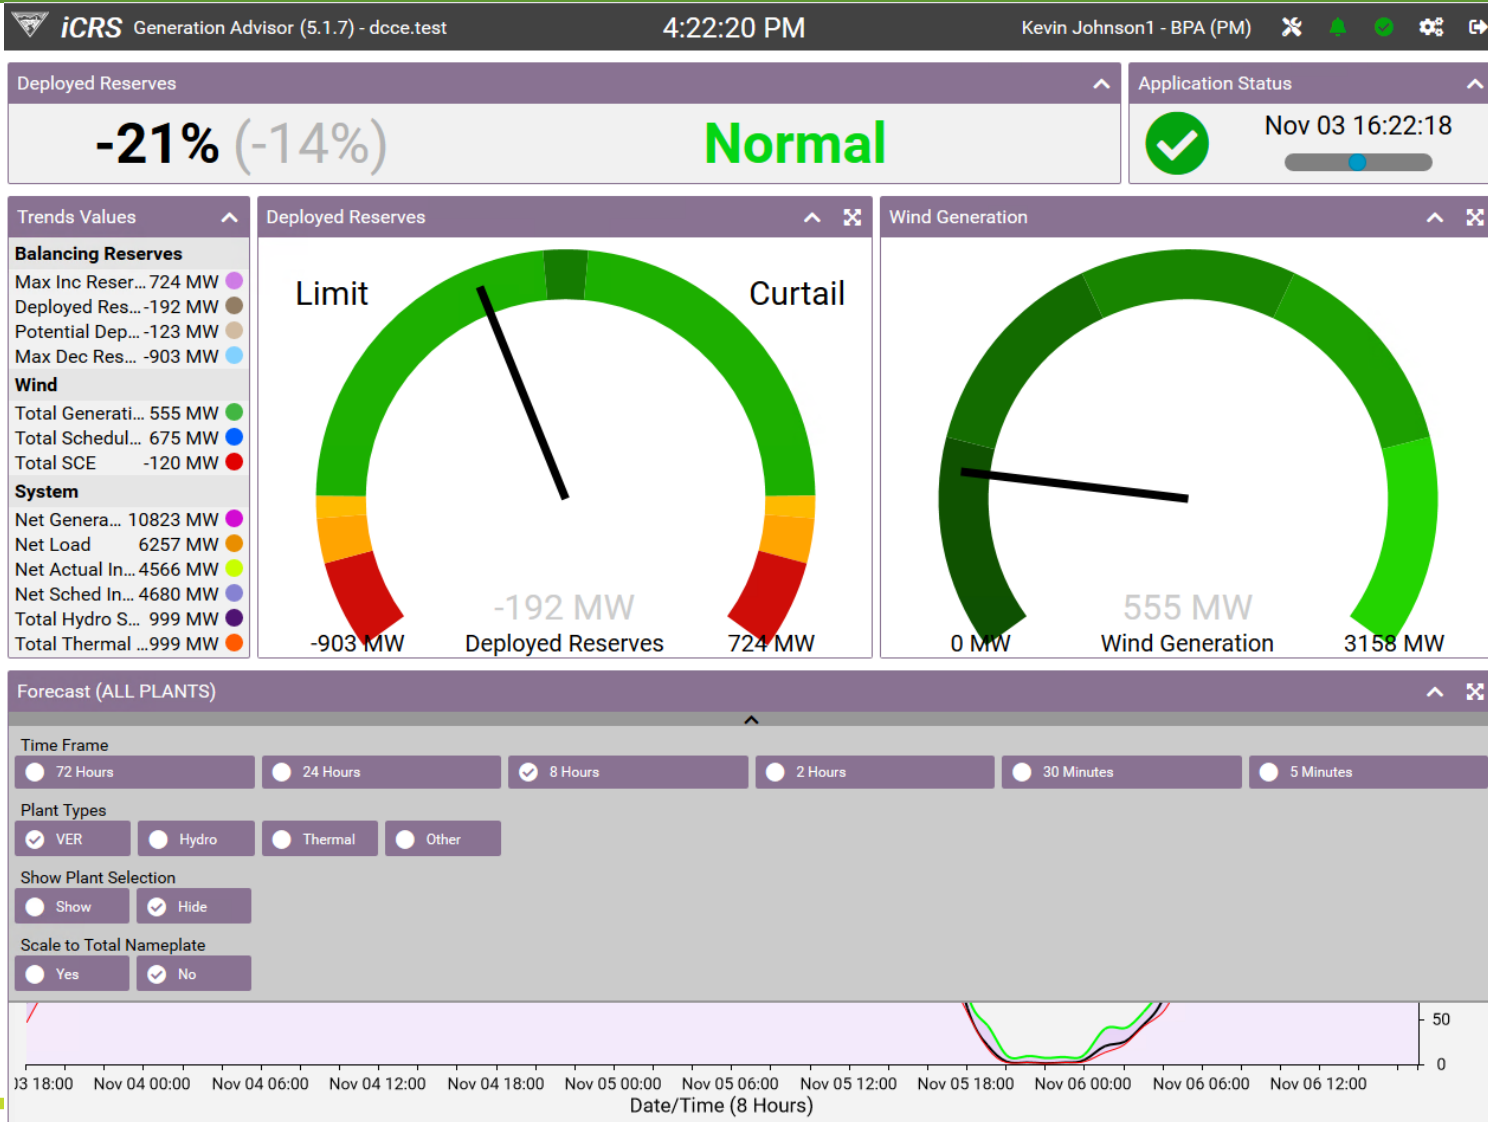 iCRS Generation Advisor (5.1.7) - dcce.test 4:22:20 PM Kevin Johnson1 - BPA (PM)
Deployed Reserves
-21% (-14%) Normal
Application Status
Nov 03 16:22:18
Trends Values
Balancing Reserves
Max Inc Reser... 724 MW
Deployed Res... -192 MW
Potential Dep... -123 MW
Max Dec Res... -903 MW
Wind
Total Generati... 555 MW
Total Schedul... 675 MW
Total SCE -120 MW
System
Net Genera... 10823 MW
Net Load 6257 MW
Net Actual In... 4566 MW
Net Sched In... 4680 MW
Total Hydro S... 999 MW
Total Thermal ... 999 MW
Deployed Reserves
Limit Curtail
-192 MW
-903 MW Deployed Reserves 724 MW
Wind Generation
555 MW
0 MW Wind Generation 3158 MW
Forecast (ALL PLANTS)
Time Frame
72 Hours 24 Hours 8 Hours 2 Hours 30 Minutes 5 Minutes
Plant Types
VER Hydro Thermal Other
Show Plant Selection
Show Hide
Scale to Total Nameplate
Yes No
50
0
03 18:00 Nov 04 00:00 Nov 04 06:00 Nov 04 12:00 Nov 04 18:00 Nov 05 00:00 Nov 05 06:00 Nov 05 12:00 Nov 05 18:00 Nov 06 00:00 Nov 06 06:00 Nov 06 12:00
Date/Time (8 Hours)